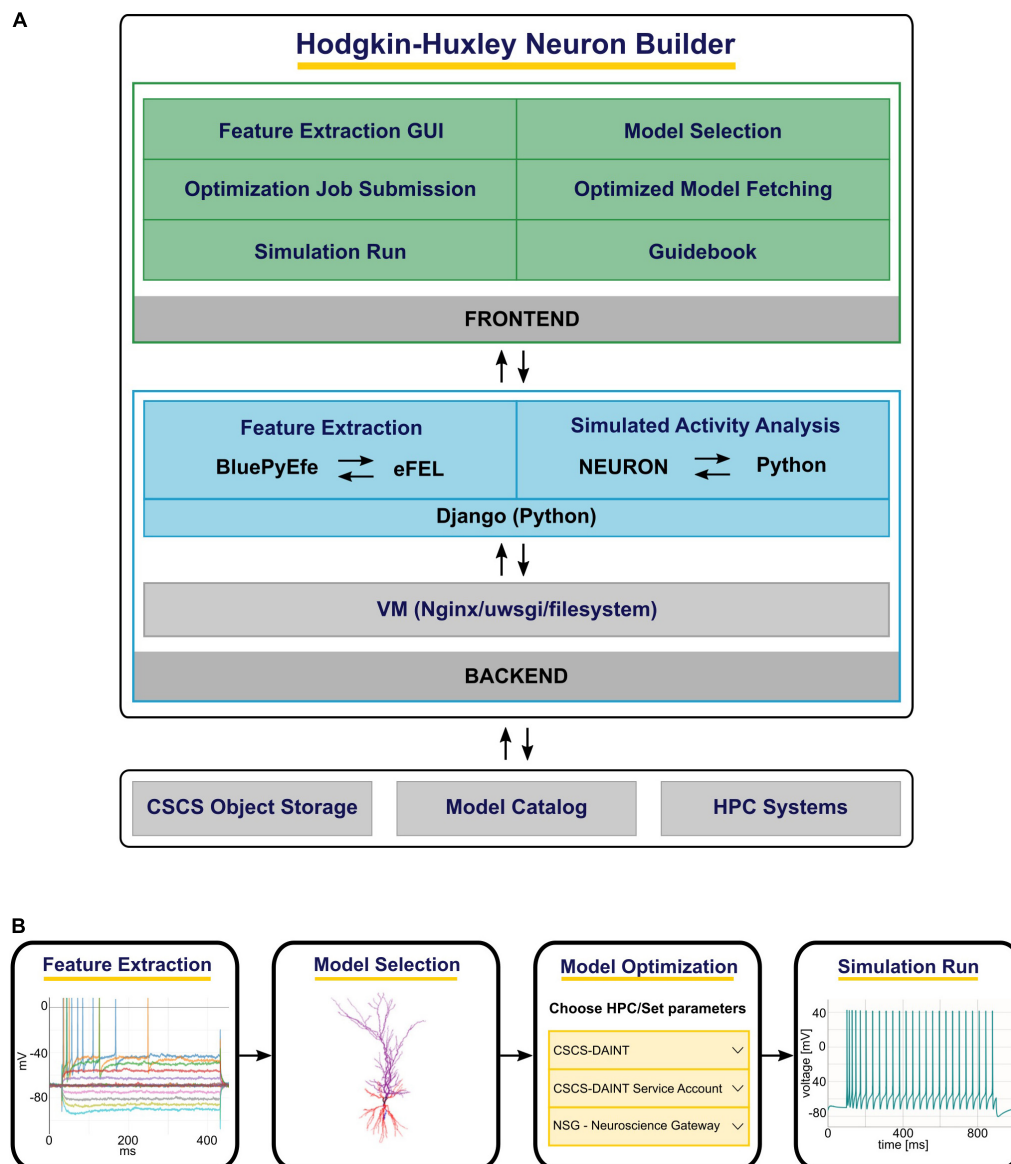 A
Hodgkin-Huxley Neuron Builder
Feature Extraction GUI
Model Selection
Optimization Job Submission
Optimized Model Fetching
Simulation Run
Guidebook
FRONTEND
Feature Extraction
BluePyEfe
eFEL
Simulated Activity Analysis
NEURON
Python
Django (Python)
VM (Nginx/uwsgi/filesystem)
BACKEND
CSCS Object Storage
Model Catalog
HPC Systems
B
Feature Extraction
0
-40
-80
mV
0
200
400
ms
Model Selection
Model Optimization
Choose HPC/Set parameters
CSCS-DAINT
CSCS-DAINT Service Account
NSG - Neuroscience Gateway
Simulation Run
40
0
40
-80
voltage [mV]
0
400
800
time [ms]